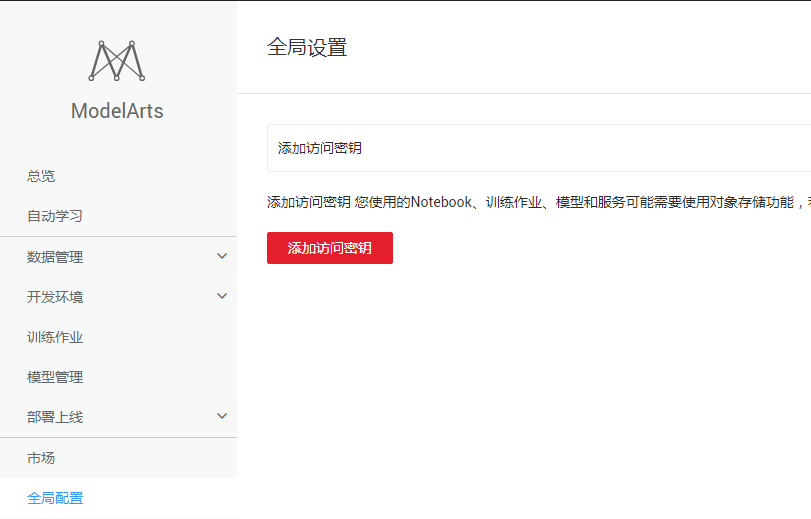 ModelArts
总览
自动学习
数据管理
开发环境
训练作业
模型管理
部署上线
市场
全局配置
全局设置
添加访问密钥
添加访问密钥 您使用的Notebook、训练作业、模型和服务可能需要使用对象存储功能，
添加访问密钥